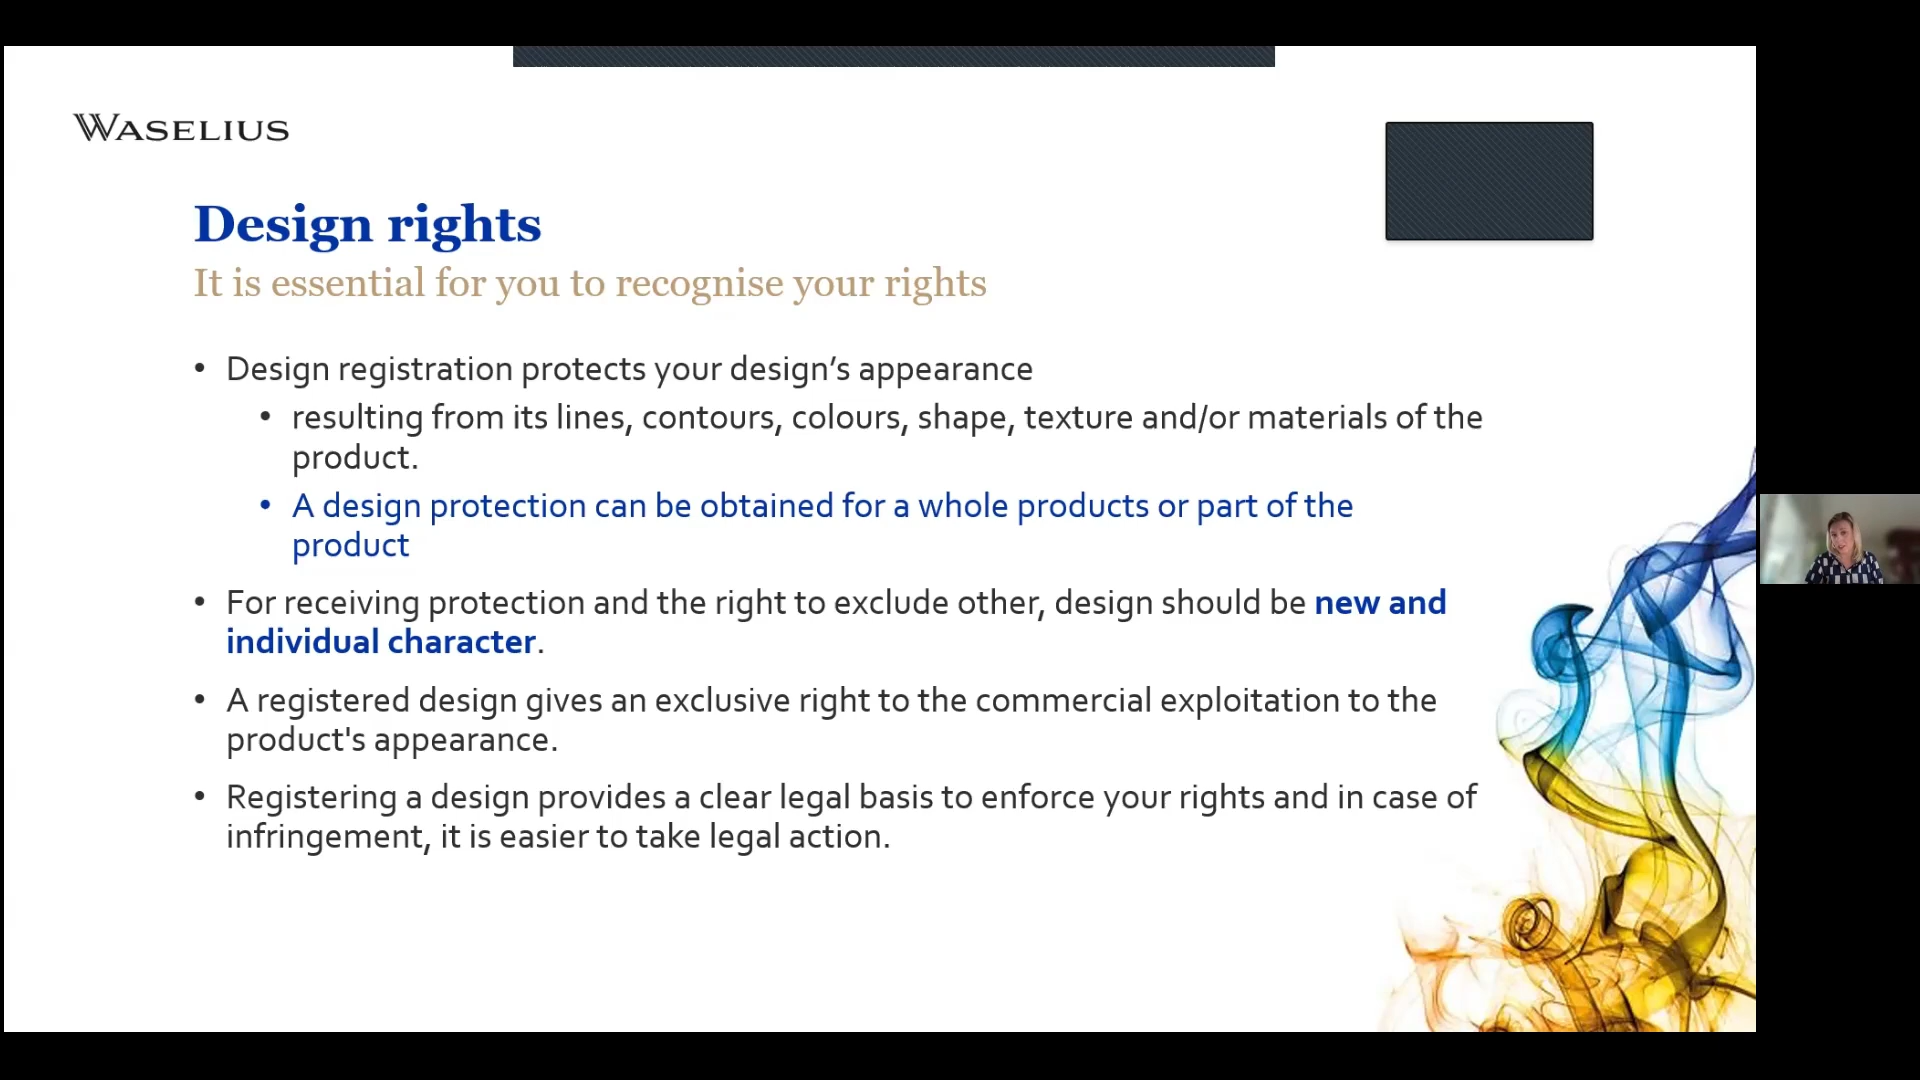 WASELIUS
Design rights
It is essential for you to recognise your rights
• Design registration protects your design’s appearance
• resulting from its lines, contours, colours, shape, texture and/or materials of the
product.
• A design protection can be obtained for a whole products or part of the
product
• For receiving protection and the right to exclude other, design should be new and
individual character.
• A registered design gives an exclusive right to the commercial exploitation to the
product's appearance.
• Registering a design provides a clear legal basis to enforce your rights and in case of
infringement, it is easier to take legal action.